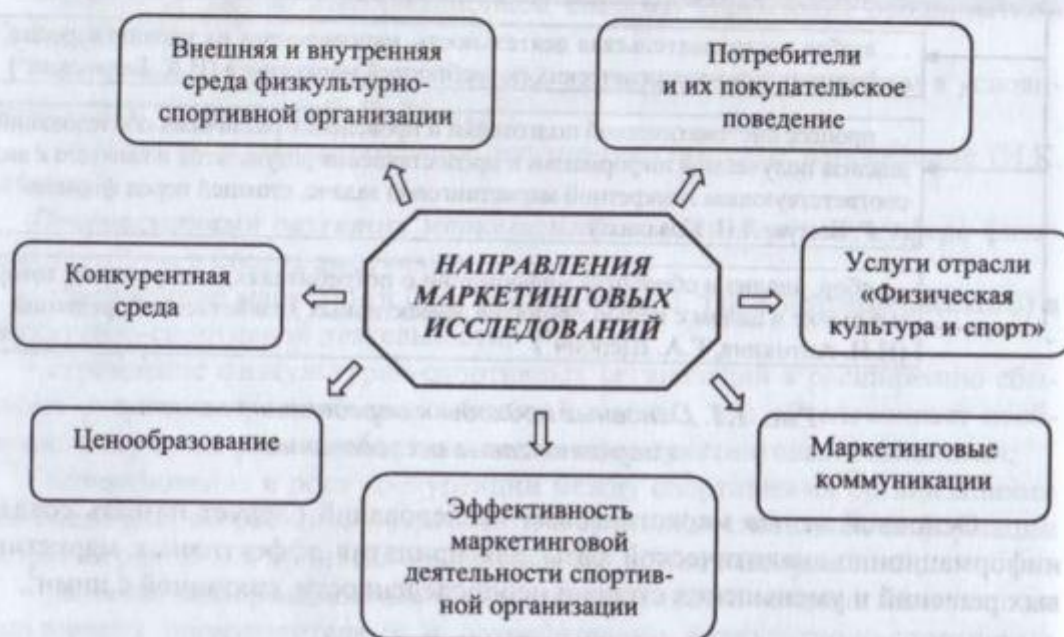 Внешняя и внутренняя
среда физкультурно-
спортивной организации
Потребители
и их покупательское
поведение
Конкурентная
среда
НАПРАВЛЕНИЯ
МАРКЕТИНГОВЫХ
ИССЛЕДОВАНИЙ
Услуги отрасли
«Физическая
культура и спорт»
Ценообразование
Эффективность
маркетинговой
деятельности спортив-
ной организации
Маркетинговые
коммуникации